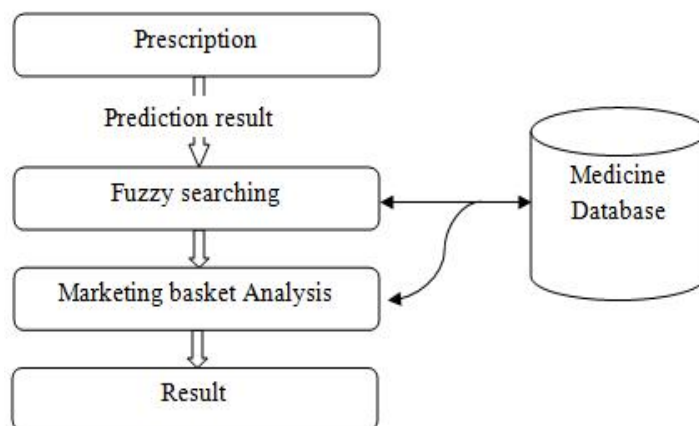 Prescription
Prediction result
Fuzzy searching
Medicine
Database
Marketing basket Analysis
Result